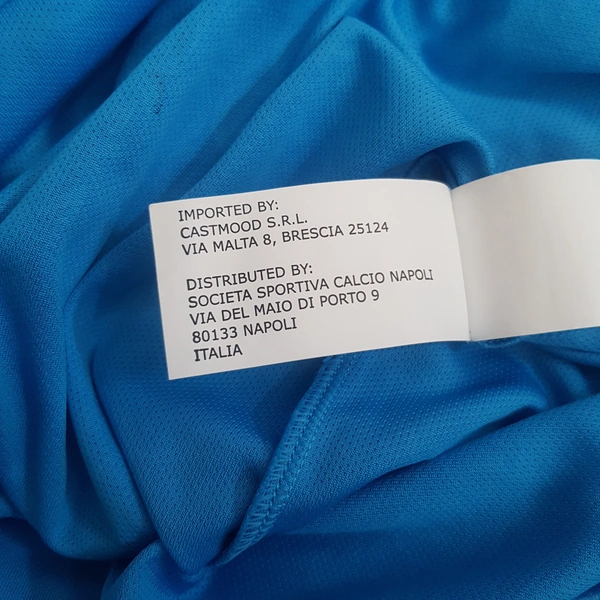 IMPORTED BY:
CASTMOOD S.R.L.
VIA MALTA 8, BRESCIA 25124
DISTRIBUTED BY:
SOCIETA SPORTIVA CALCIO NAPOLI
VIA DEL MAIO DI PORTO 9
80133 NAPOLI
ITALIA